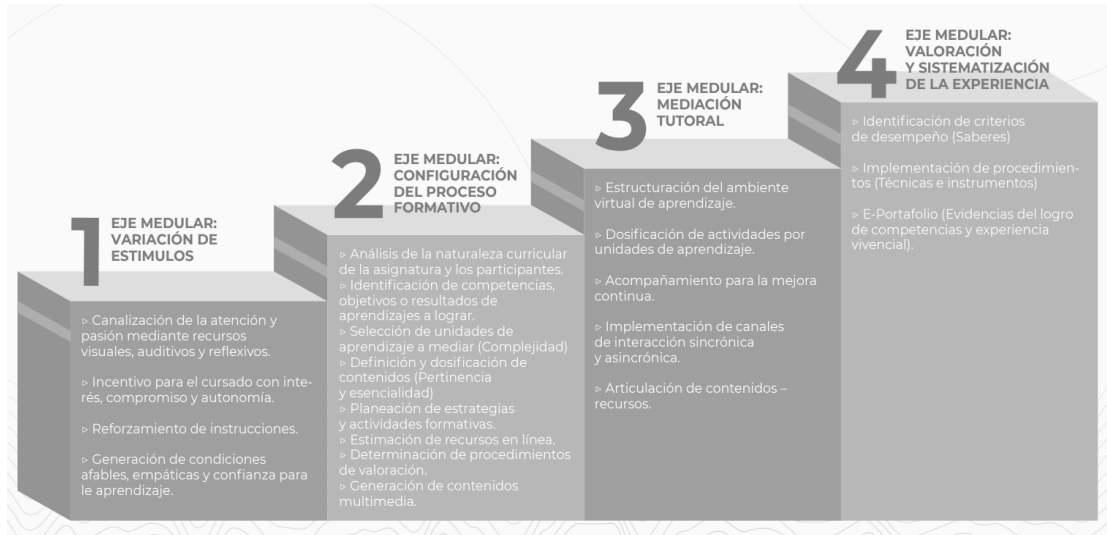 1
EJE MEDULAR:
VARIACIÓN DE
ESTIMULOS
▹ Canalización de la atención y
pasión mediante recursos
visuales, auditivos y reflexivos.
▹ Incentivo para el cursado con inte-
rés, compromiso y autonomía.
▹ Reforzamiento de instrucciones.
▹ Generación de condiciones
afables, empáticas y confianza para
le aprendizaje.
2
EJE MEDULAR:
CONFIGURACIÓN
DEL PROCESO
FORMATIVO
▹ Análisis de la naturaleza curricular
de la asignatura y los participantes.
▹ Identificación de competencias,
objetivos o resultados de
aprendizajes a lograr.
▹ Selección de unidades de
aprendizaje a mediar (Complejidad)
▹ Definición y dosificación de
contenidos (Pertinencia
y esencialidad)
▹ Planeación de estrategias
y actividades formativas.
▹ Estimación de recursos en línea.
▹ Determinación de procedimientos
de valoración.
▹ Generación de contenidos
multimedia.
3
EJE MEDULAR:
MEDIACIÓN
TUTORAL
▹ Estructuración del ambiente
virtual de aprendizaje.
▹ Dosificación de actividades por
unidades de aprendizaje.
▹ Acompañamiento para la mejora
continua.
▹ Implementación de canales
de interacción sincrónica
y asincrónica.
▹ Articulación de contenidos –
recursos.
4
EJE MEDULAR:
VALORACIÓN
Y SISTEMATIZACIÓN
DE LA EXPERIENCIA
▹ Identificación de criterios
de desempeño (Saberes)
▹ Implementación de procedimien-
tos (Técnicas e instrumentos)
▹ E-Portafolio (Evidencias del logro
de competencias y experiencia
vivencial).